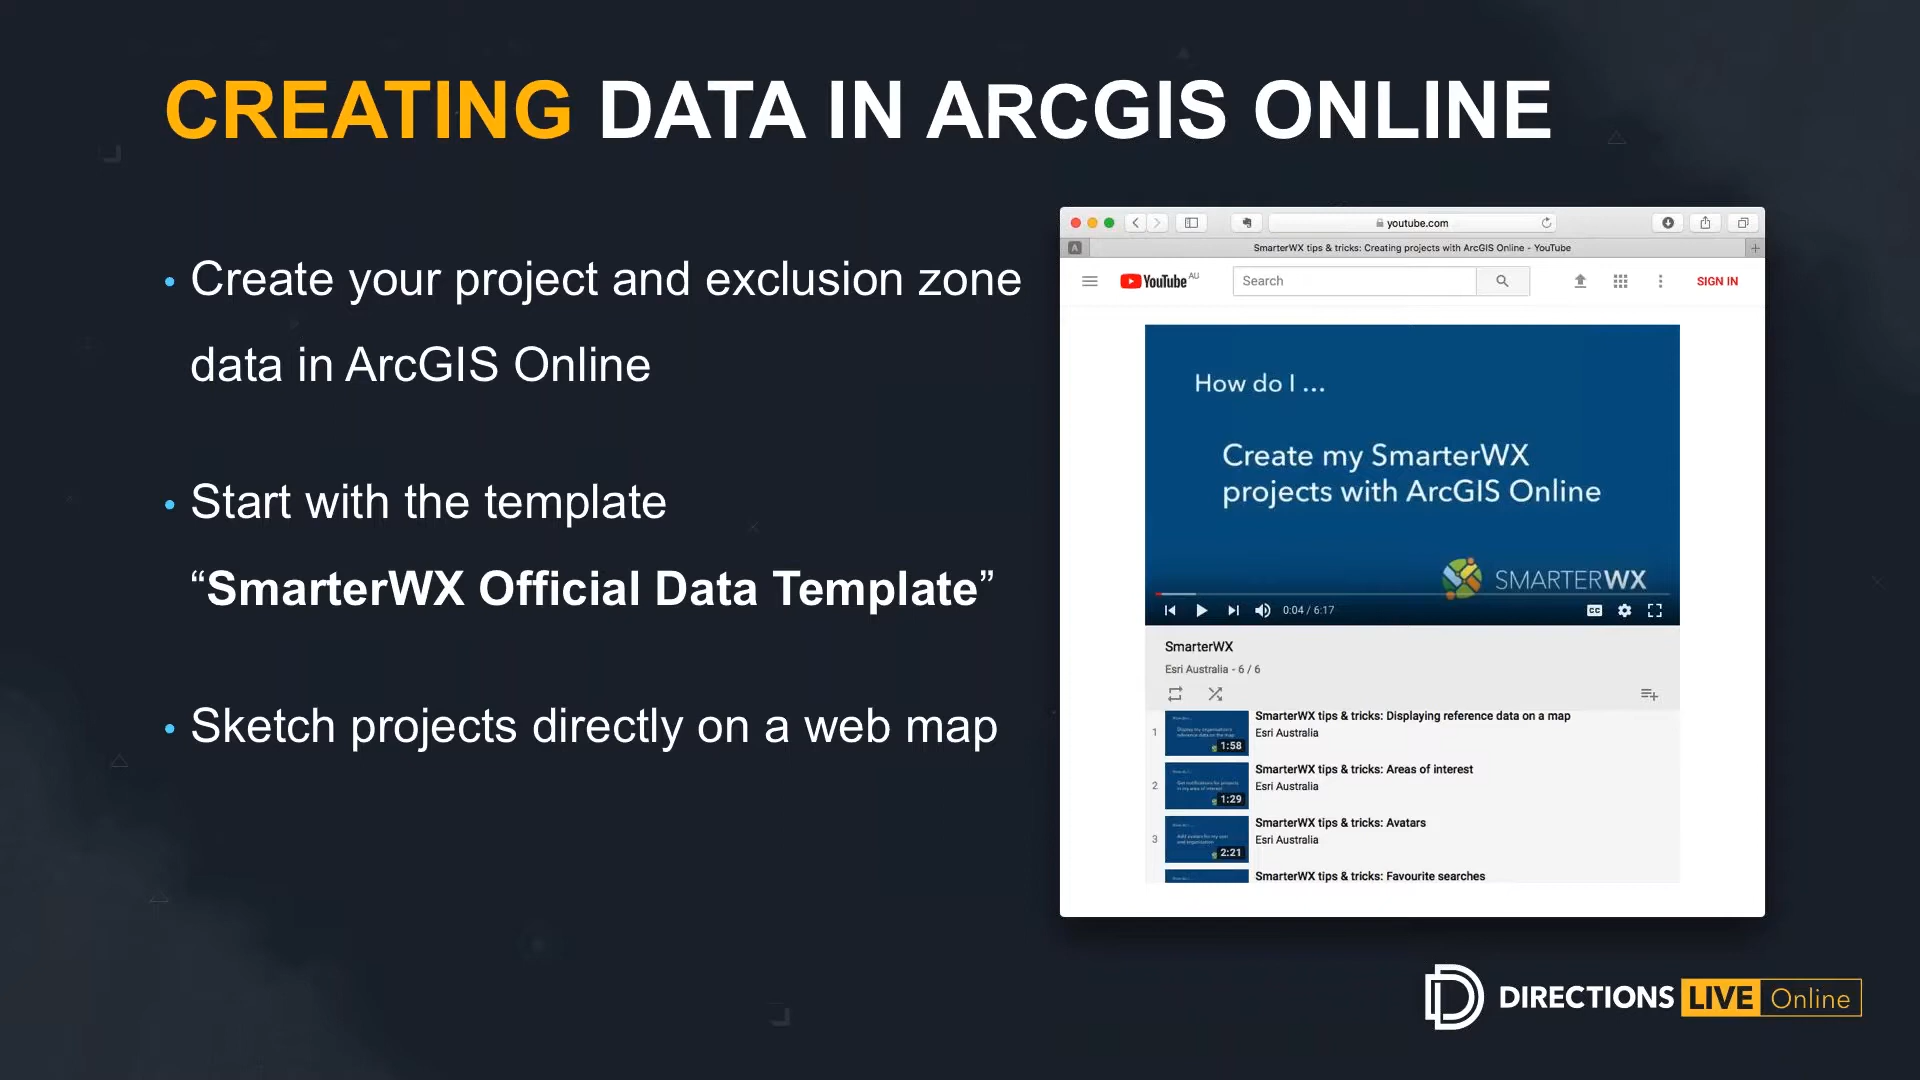 CREATING DATA IN ARCGIS ONLINE
• Create your project and exclusion zone
data in ArcGIS Online
• Start with the template
“SmarterWX Official Data Template”
• Sketch projects directly on a web map
youtube.com
SmarterWX tips & tricks: Creating projects with ArcGIS Online - YouTube
YouTube AU
Search
SIGN IN
How do I ...
Create my SmarterWX
projects with ArcGIS Online
SMARTERWX
0:04 / 6:17
CC
SmarterWX
Esri Australia - 6 / 6
1
1:58
SmarterWX tips & tricks: Displaying reference data on a map
Esri Australia
2
1:29
SmarterWX tips & tricks: Areas of interest
Esri Australia
3
2:21
SmarterWX tips & tricks: Avatars
Esri Australia
SmarterWX tips & tricks: Favourite searches
DIRECTIONS LIVE Online